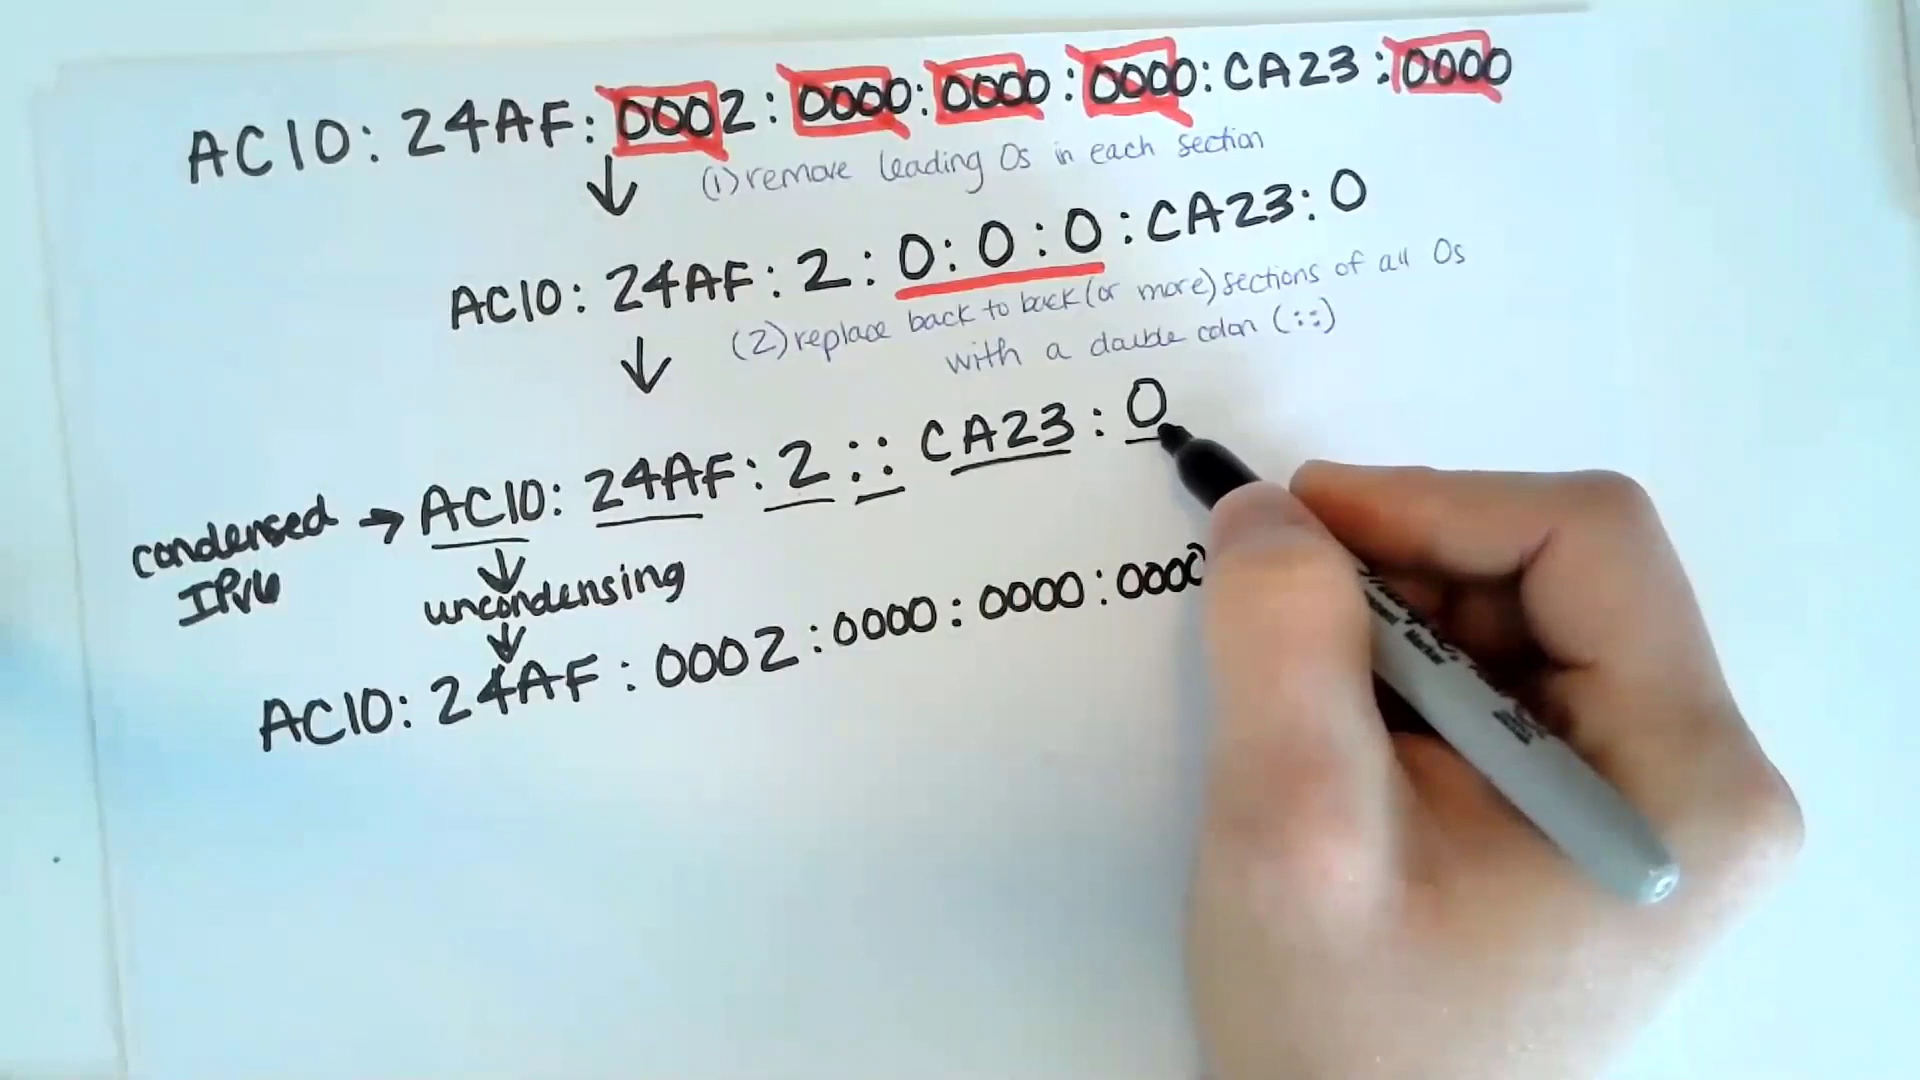 AC10:24AF:0002:0000:0000:0000:CA23:0000
(1) remove leading 0s in each section
AC10:24AF:2:0:0:0:CA23:0
(2) replace back to back (or more) sections of all 0s
with a double colon (::)
condensed IPv6 → AC10:24AF:2::CA23:0
uncondensing
AC10:24AF:0002:0000:0000:0000